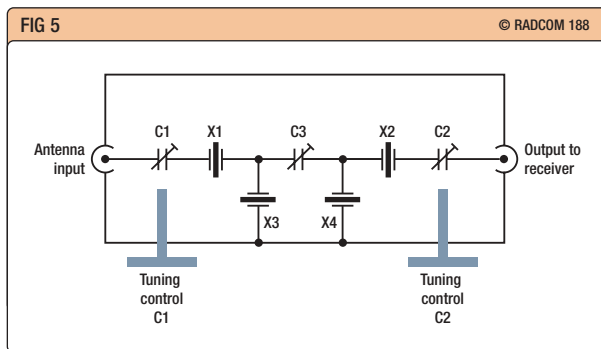 FIG 5
© RADCOM 188
C1
X1
C3
X2
C2
Antenna
input
Output to
receiver
X3
X4
Tuning
control
C1
Tuning
control
C2